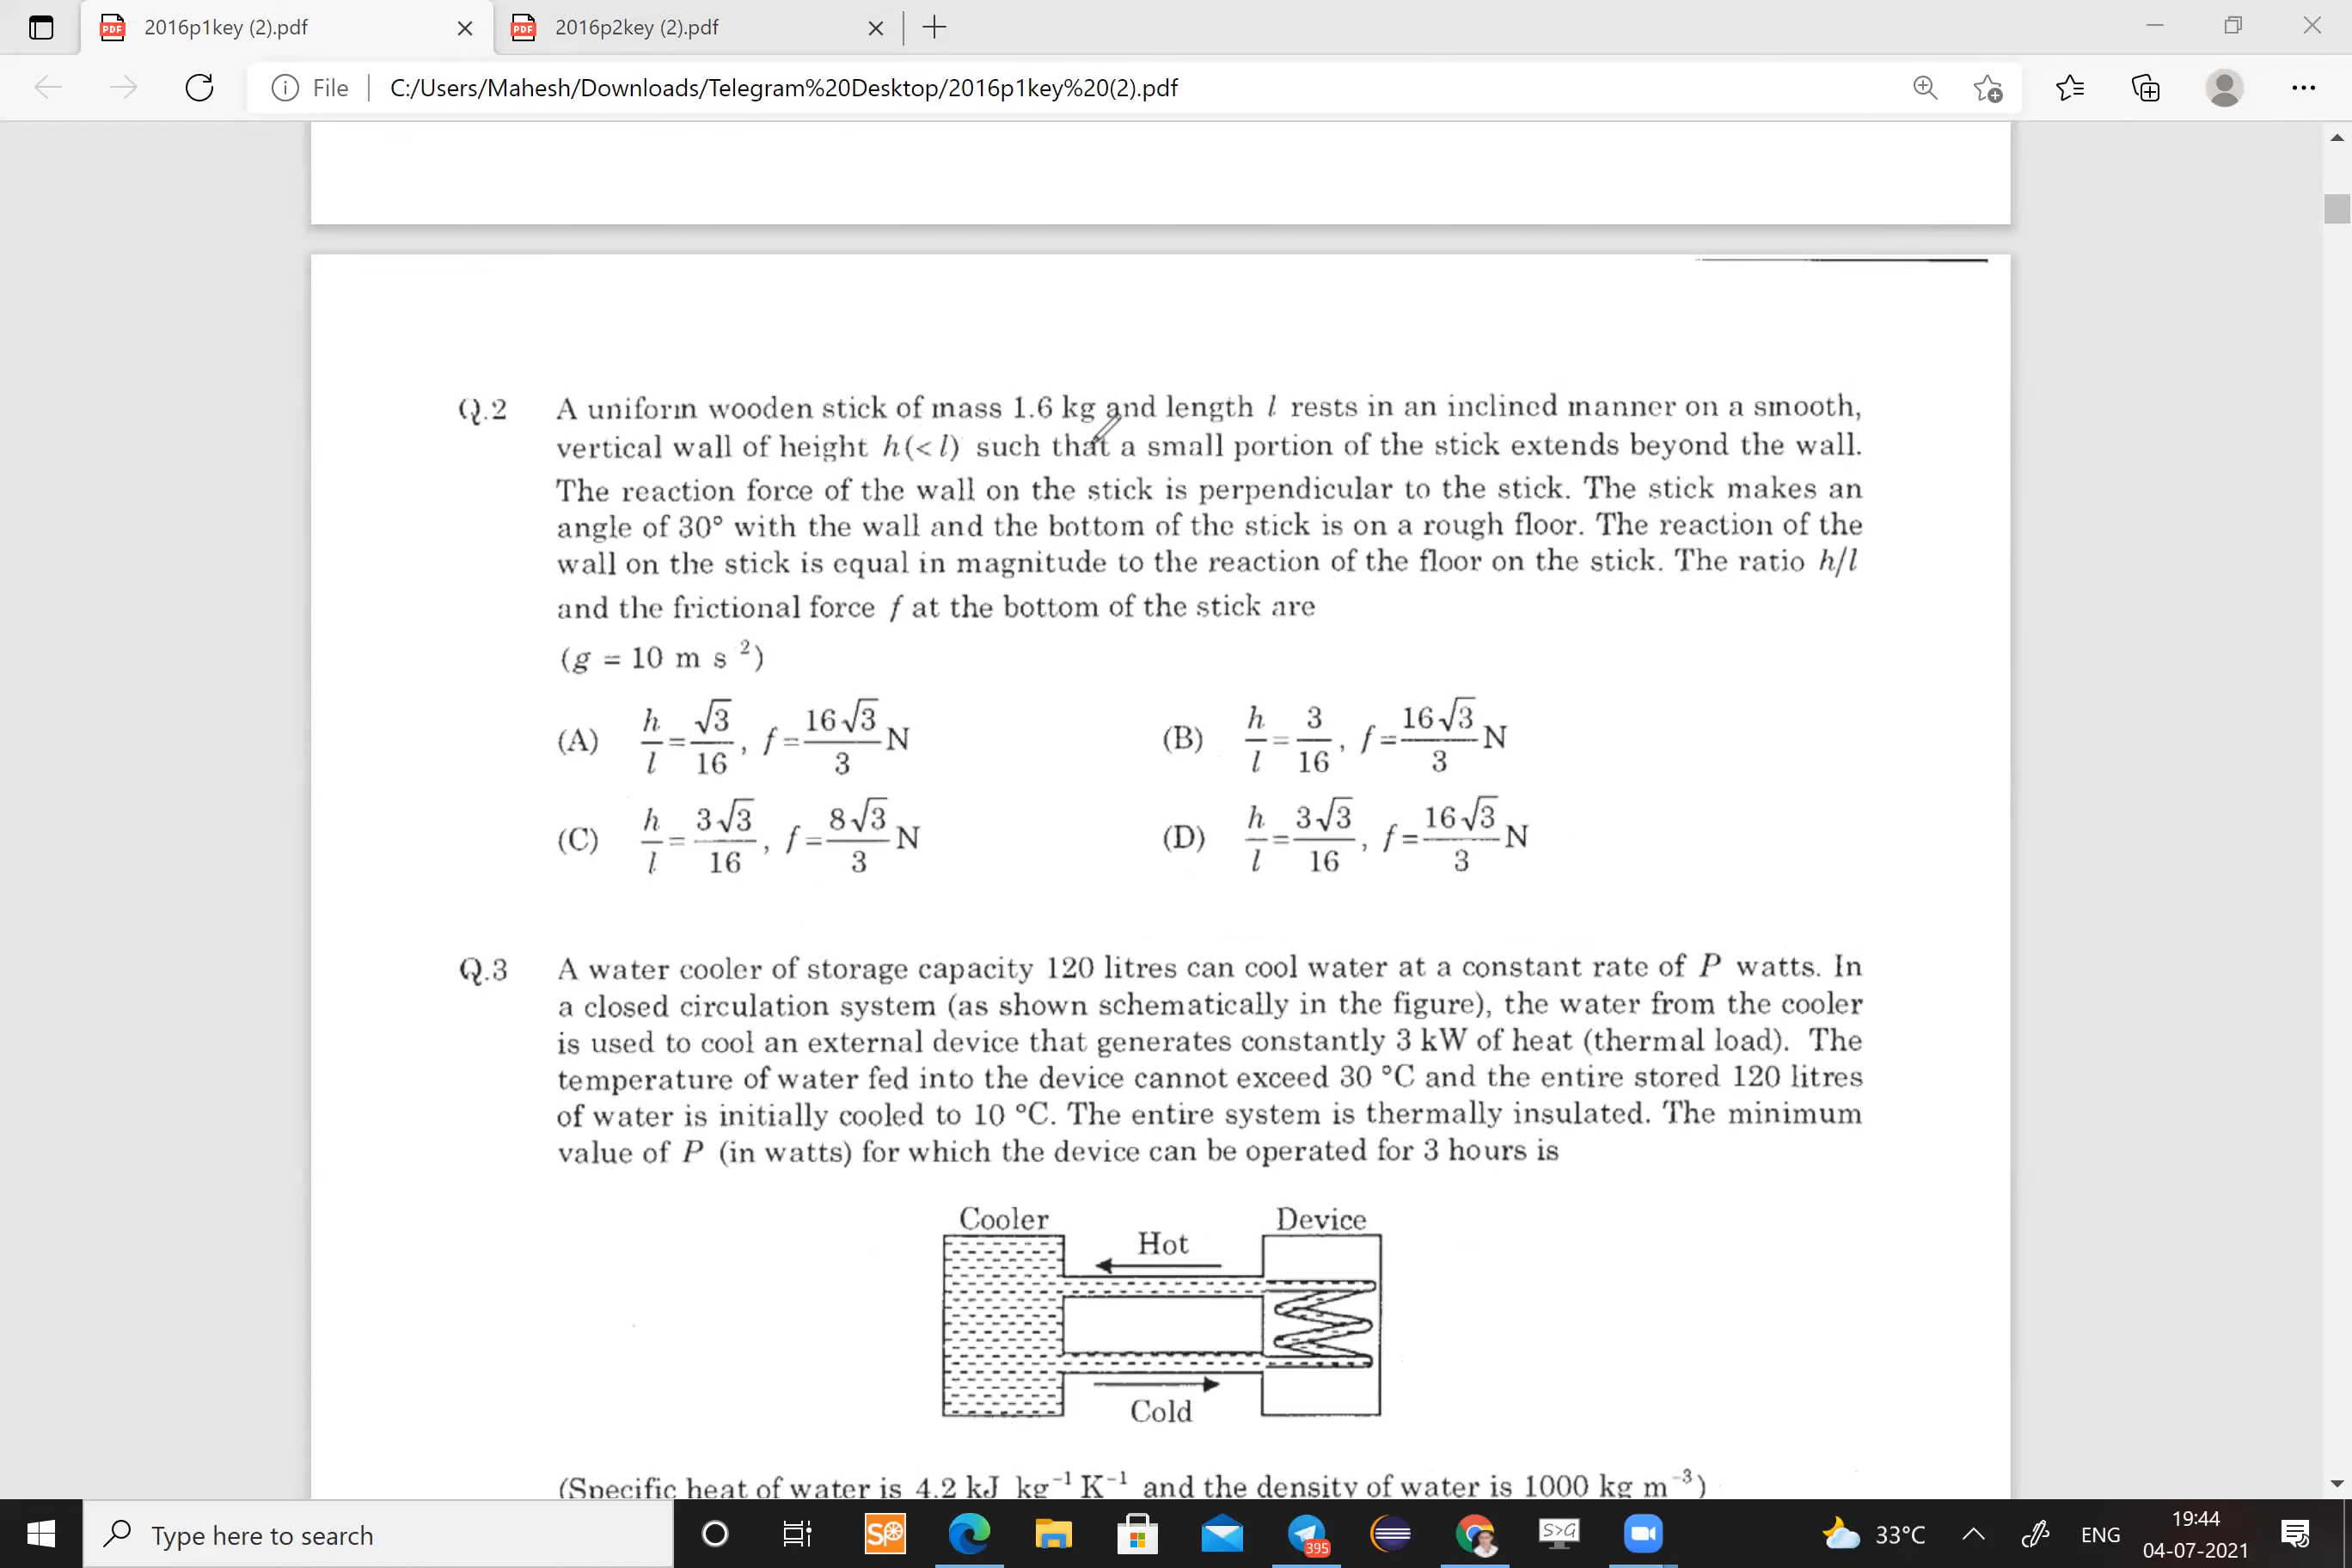 2016p1key (2).pdf
2016p2key (2).pdf
File
C:/Users/Mahesh/Downloads/Telegram%20Desktop/2016p1key%20(2).pdf
Q.2 A uniform wooden stick of mass 1.6 kg and length l rests in an inclined manner on a smooth,
vertical wall of height h(< l) such that a small portion of the stick extends beyond the wall.
The reaction force of the wall on the stick is perpendicular to the stick. The stick makes an
angle of 30° with the wall and the bottom of the stick is on a rough floor. The reaction of the
wall on the stick is equal in magnitude to the reaction of the floor on the stick. The ratio h/l
and the frictional force f at the bottom of the stick are
(g = 10 m s ²)
(A) h/l = √3/16, f = 16√3/3 N (B) h/l = 3/16, f = 16√3/3 N
(C) h/l = 3√3/16, f = 8√3/3 N (D) h/l = 3√3/16, f = 16√3/3 N
Q.3 A water cooler of storage capacity 120 litres can cool water at a constant rate of P watts. In
a closed circulation system (as shown schematically in the figure), the water from the cooler
is used to cool an external device that generates constantly 3 kW of heat (thermal load). The
temperature of water fed into the device cannot exceed 30 °C and the entire stored 120 litres
of water is initially cooled to 10 °C. The entire system is thermally insulated. The minimum
value of P (in watts) for which the device can be operated for 3 hours is
Cooler
Device
Hot
Cold
(Specific heat of water is 4.2 kJ kg⁻¹ K⁻¹ and the density of water is 1000 kg m⁻³)
Type here to search
395
S>G
33°C
ENG
19:44
04-07-2021